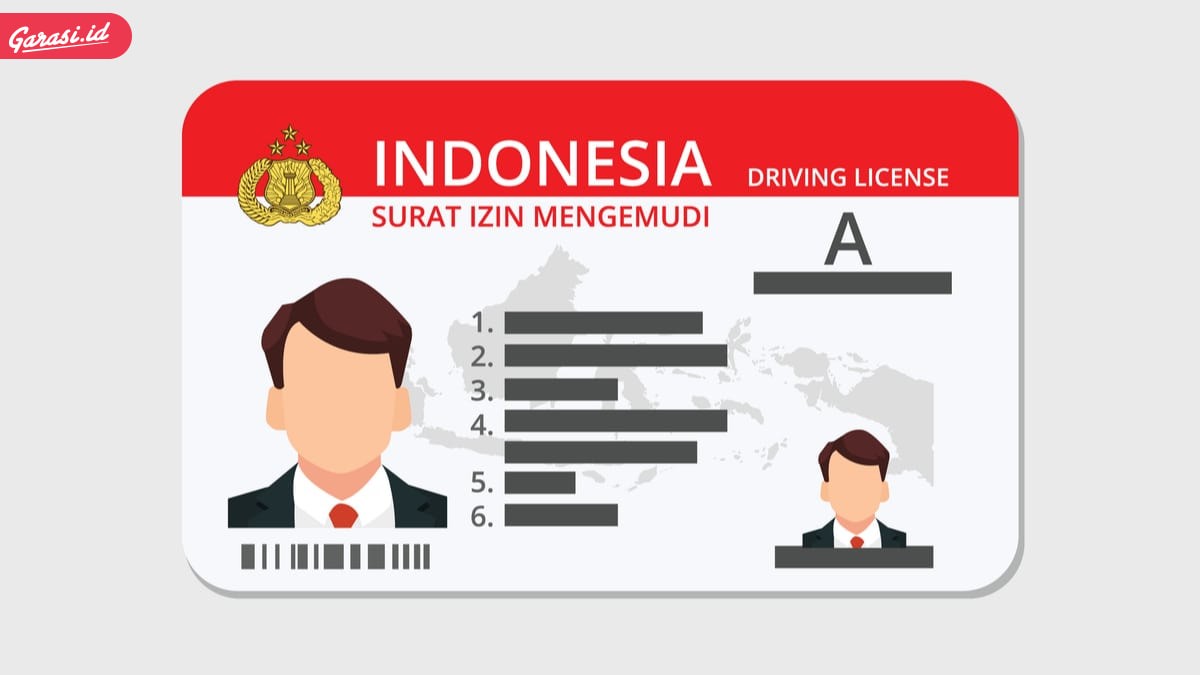 Garasi.id
INDONESIA DRIVING LICENSE
SURAT IZIN MENGEMUDI
A
1.
2.
3.
4.
5.
6.